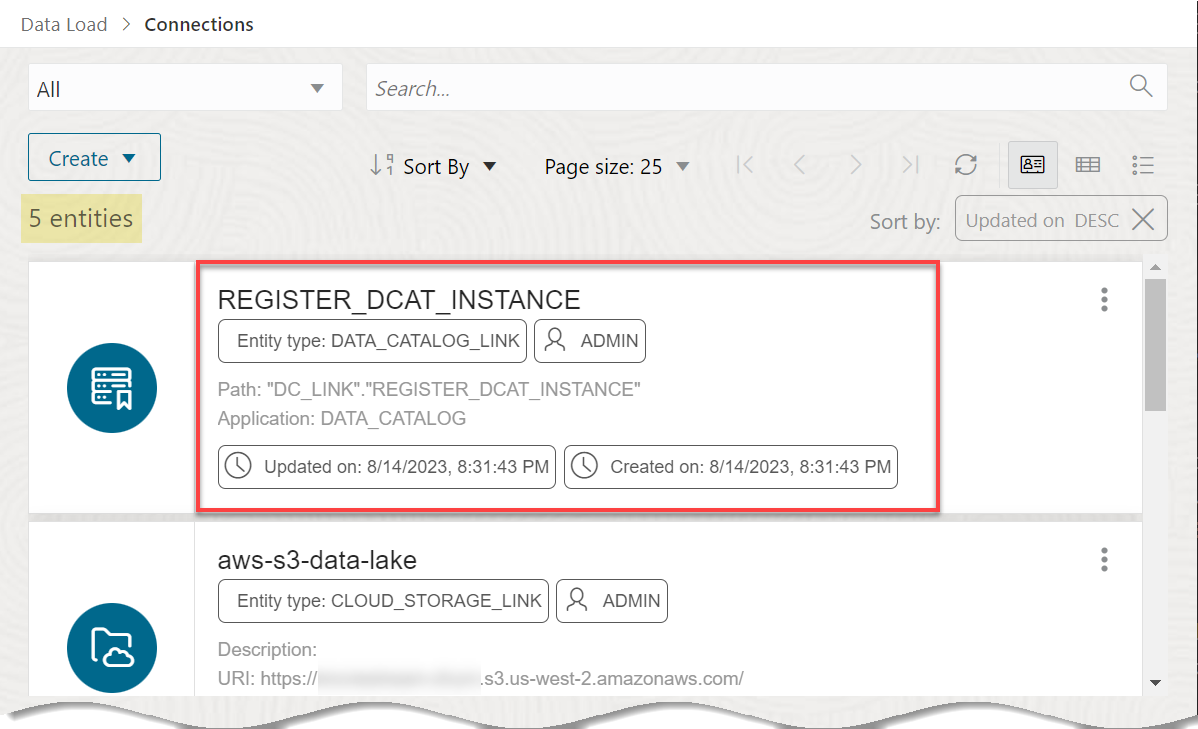 Data Load > Connections
All
Search...
Create
Sort By
Page size: 25
5 entities
Sort by:
Updated on DESC
REGISTER_DCAT_INSTANCE
Entity type: DATA_CATALOG_LINK
ADMIN
Path: "DC_LINK"."REGISTER_DCAT_INSTANCE"
Application: DATA_CATALOG
Updated on: 8/14/2023, 8:31:43 PM
Created on: 8/14/2023, 8:31:43 PM
aws-s3-data-lake
Entity type: CLOUD_STORAGE_LINK
ADMIN
Description:
URI: https:// .s3.us-west-2.amazonaws.com/